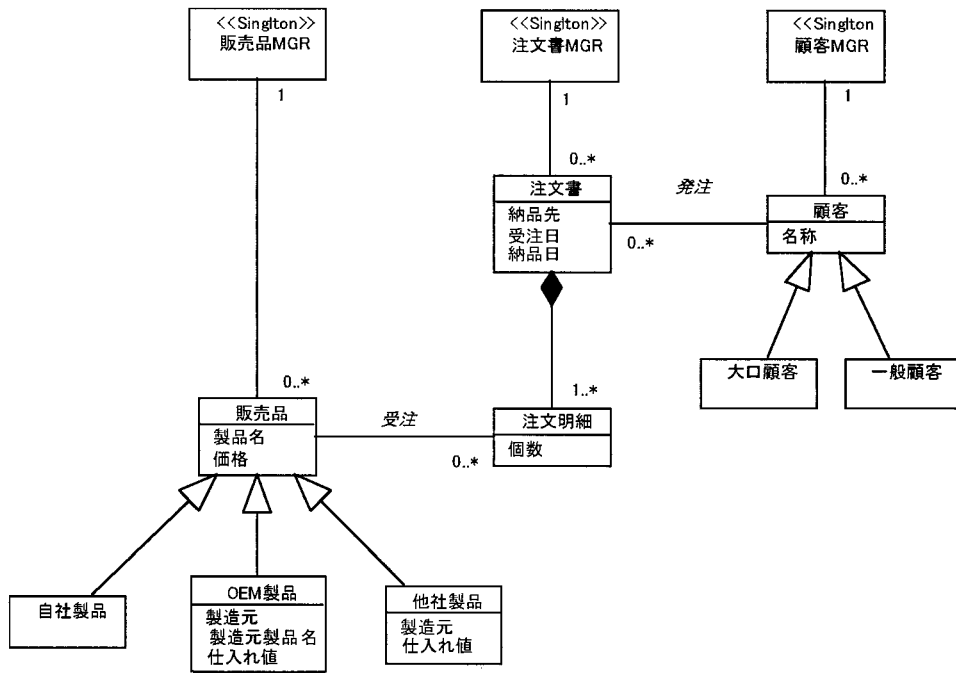 <<Singlton>>
販売品MGR
<<Singlton>>
注文書MGR
<<Singlton
顧客MGR
1
1
1
0..*
0..*
注文書
納品先
受注日
納品日
発注
0..*
顧客
名称
大口顧客
一般顧客
0..*
1..*
販売品
製品名
価格
受注
0..*
注文明細
個数
自社製品
OEM製品
製造元
製造元製品名
仕入れ値
他社製品
製造元
仕入れ値